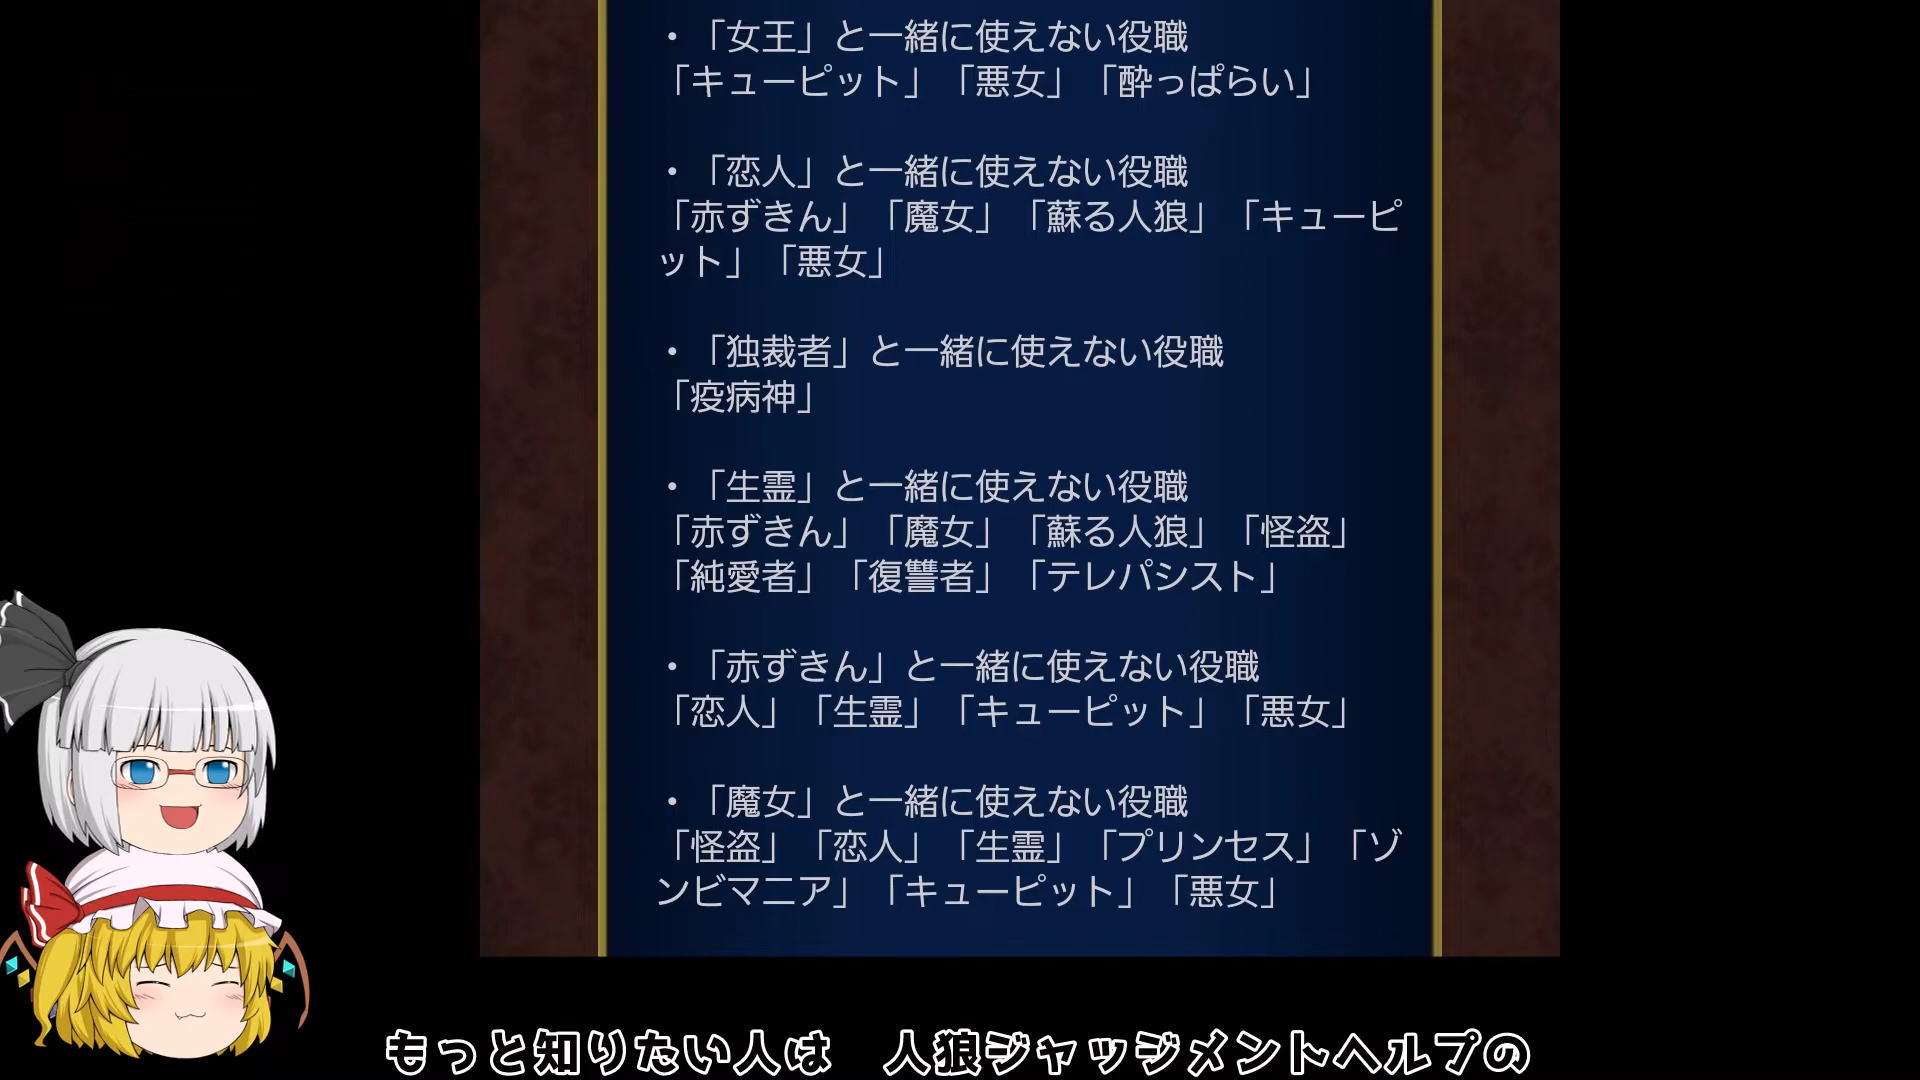 ・「女王」と一緒に使えない役職
「キューピット」「悪女」「酔っぱらい」
・「恋人」と一緒に使えない役職
「赤ずきん」「魔女」「蘇る人狼」「キューピ
ット」「悪女」
・「独裁者」と一緒に使えない役職
「疫病神」
・「生霊」と一緒に使えない役職
「赤ずきん」「魔女」「蘇る人狼」「怪盗」
「純愛者」「復讐者」「テレパシスト」
・「赤ずきん」と一緒に使えない役職
「恋人」「生霊」「キューピット」「悪女」
・「魔女」と一緒に使えない役職
「怪盗」「恋人」「生霊」「プリンセス」「ゾ
ンビマニア」「キューピット」「悪女」
もっと知りたい人は　人狼ジャッジメントヘルプの